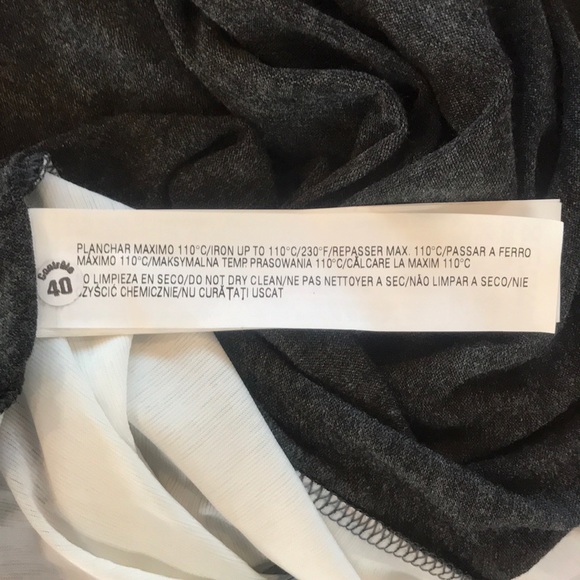 PLANCHAR MAXIMO 110°C/IRON UP TO 110°C/230°F/REPASSER MAX. 110°C/PASSAR A FERRO
MÁXIMO 110°C/MAKSYMALNA TEMP. PRASOWANIA 110°C/CĂLCARE LA MAXIM 110°C
O LIMPIEZA EN SECO/DO NOT DRY CLEAN/NE PAS NETTOYER A SEC/NÃO LIMPAR A SECO/NIE
ZYŚCIĆ CHEMICZNIE/NU CURĂȚAȚI USCAT
Contrôle
40